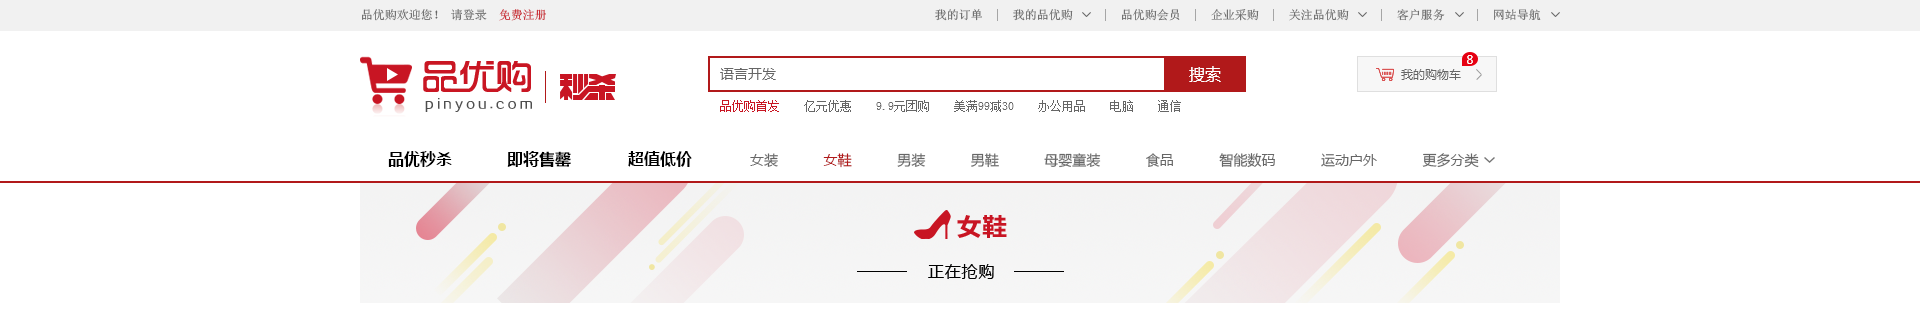 品优购欢迎您！ 请登录 免费注册
我的订单 我的品优购 品优购会员 企业采购 关注品优购 客户服务 网站导航
品优购
pinyou.com
秒杀
语言开发 搜索
8
我的购物车
品优购首发 亿元优惠 9.9元团购 美满99减30 办公用品 电脑 通信
品优秒杀 即将售罄 超值低价 女装 女鞋 男装 男鞋 母婴童装 食品 智能数码 运动户外 更多分类
女鞋
正在抢购